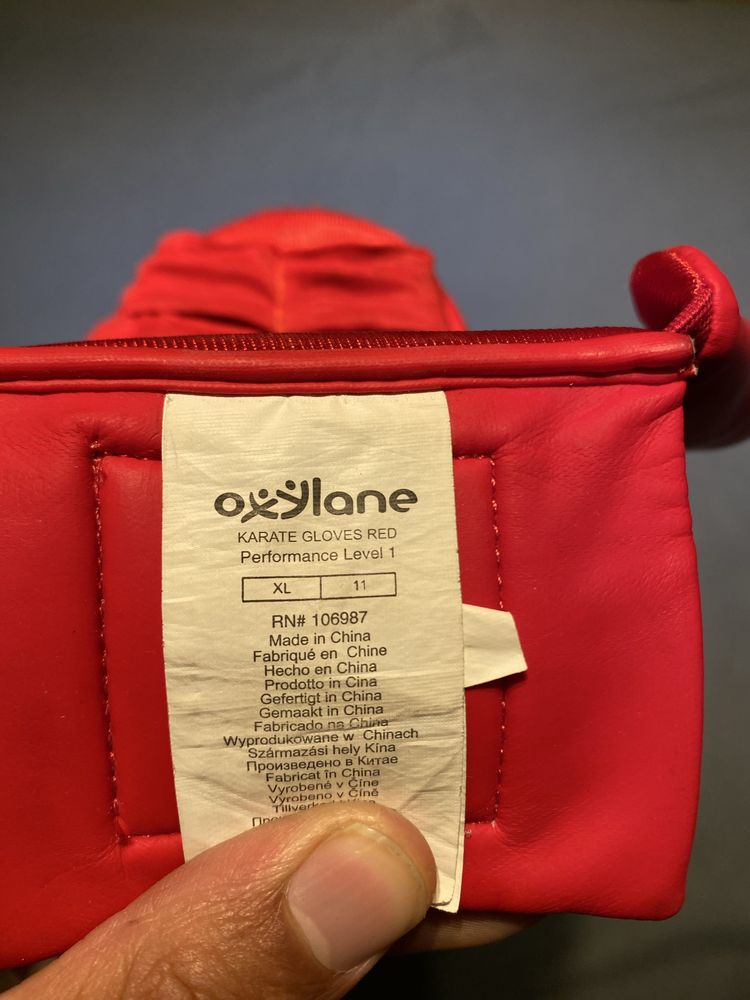 oxylane
KARATE GLOVES RED
Performance Level 1
XL 11
RN# 106987
Made in China
Fabriqué en Chine
Hecho en China
Prodotto in Cina
Gefertigt in China
Gemaakt in China
Fabricado na China
Wyprodukowane w Chinach
Származási hely Kína
Произведено в Китае
Fabricat în China
Vyrobené v Číne
Vyrobeno v Číně